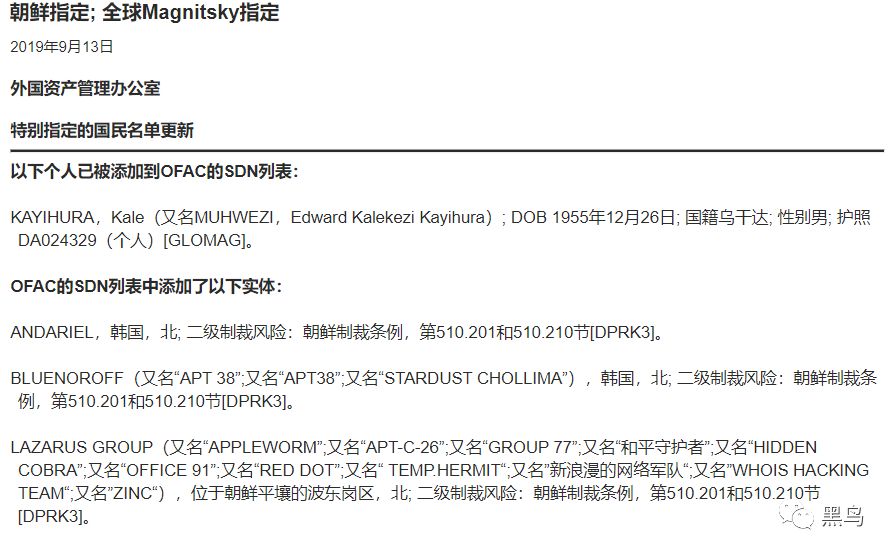 朝鲜指定; 全球Magnitsky指定
2019年9月13日
外国资产管理办公室
特别指定的国民名单更新
以下个人已被添加到OFAC的SDN列表：
KAYIHURA，Kale（又名MUHWEZI，Edward Kalekezi Kayihura）; DOB 1955年12月26日; 国籍乌干达; 性别男; 护照
DA024329（个人）[GLOMAG]。
OFAC的SDN列表中添加了以下实体：
ANDARIEL，韩国，北; 二级制裁风险：朝鲜制裁条例，第510.201和510.210节[DPRK3]。
BLUENOROFF（又名“APT 38”;又名“APT38”;又名“STARDUST CHOLLIMA”），韩国，北; 二级制裁风险：朝鲜制裁条
例，第510.201和510.210节[DPRK3]。
LAZARUS GROUP（又名“APPLEWORM”;又名“APT-C-26”;又名“GROUP 77”;又名“和平守护者”;又名“HIDDEN
COBRA”;又名“OFFICE 91”;又名“RED DOT”;又名“ TEMP.HERMIT“;又名”新浪漫的网络军队“;又名”WHOIS HACKING
TEAM“;又名”ZINC“），位于朝鲜平壤的波东岗区，北; 二级制裁风险：朝鲜制裁条例，第510.201和510.210节
[DPRK3]。
黑鸟